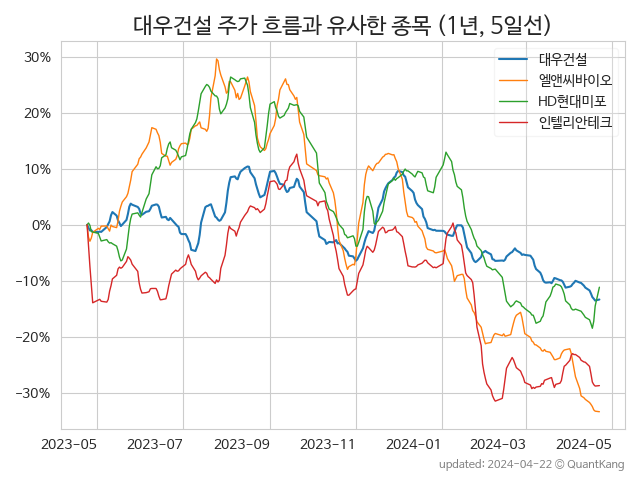 대우건설 주가 흐름과 유사한 종목 (1년, 5일선)
대우건설
엘앤씨바이오
HD현대미포
인텔리안테크
30%
20%
10%
0%
−10%
−20%
−30%
2023-05 2023-07 2023-09 2023-11 2024-01 2024-03 2024-05
updated: 2024-04-22 © QuantKang